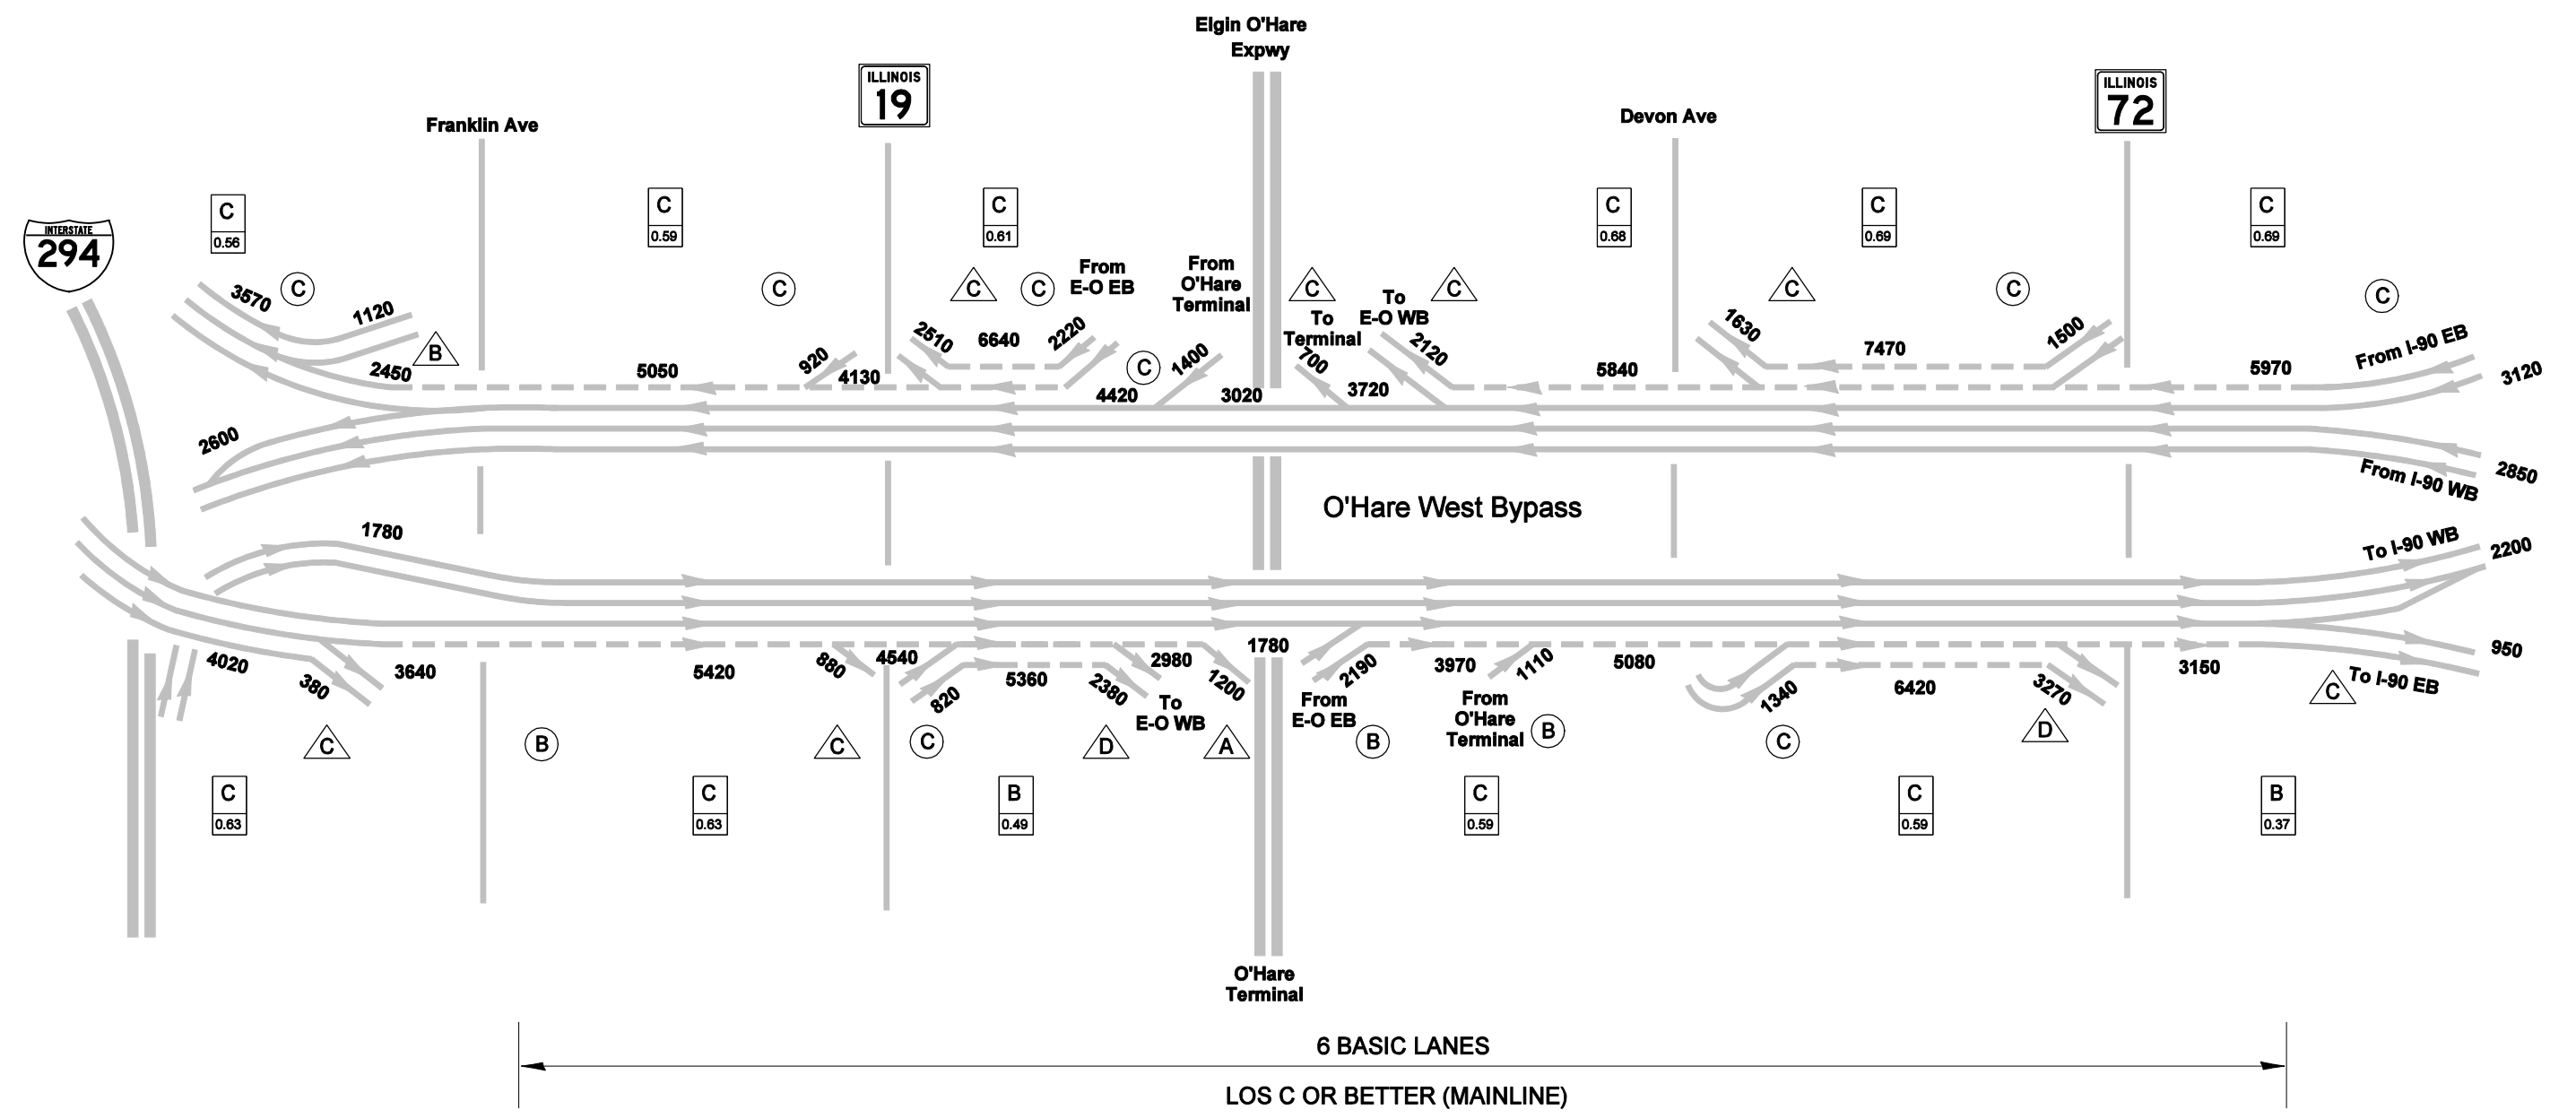 Elgin O'Hare
Expwy
ILLINOIS
19
ILLINOIS
72
Franklin Ave
Devon Ave
INTERSTATE
294
C
0.56
C
0.59
C
0.61
C
0.68
C
0.69
C
0.69
C
C
C
C
From
E-O EB
From
O'Hare
Terminal
C
To
Terminal
To
E-O WB
C
C
C
C
3570
1120
B
2450
5050
920
4130
2510
6640
2220
C
4420
1400
3020
700
3720
2120
5840
1630
7470
1500
5970
From I-90 EB
3120
2600
From I-90 WB
2850
O'Hare West Bypass
1780
To I-90 WB
2200
4020
380
3640
5420
880
4540
820
5360
2380
2980
1200
1780
2190
3970
1110
5080
1340
6420
3270
3150
950
To I-90 EB
To
E-O WB
From
E-O EB
From
O'Hare
Terminal
C
B
C
C
D
A
B
B
C
D
C
C
0.63
C
0.63
B
0.49
C
0.59
C
0.59
B
0.37
O'Hare
Terminal
6 BASIC LANES
LOS C OR BETTER (MAINLINE)